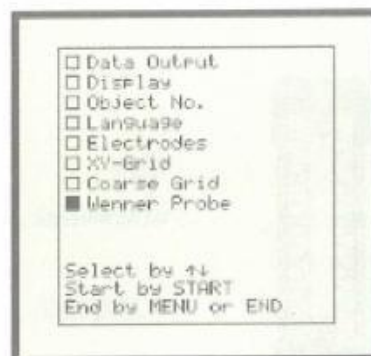 □ Data Output
□ Display
□ Object No.
□ Language
□ Electrodes
□ XY-Grid
□ Coarse Grid
■ Wenner Probe
Select by ↑↓
Start by START
End by MENU or END